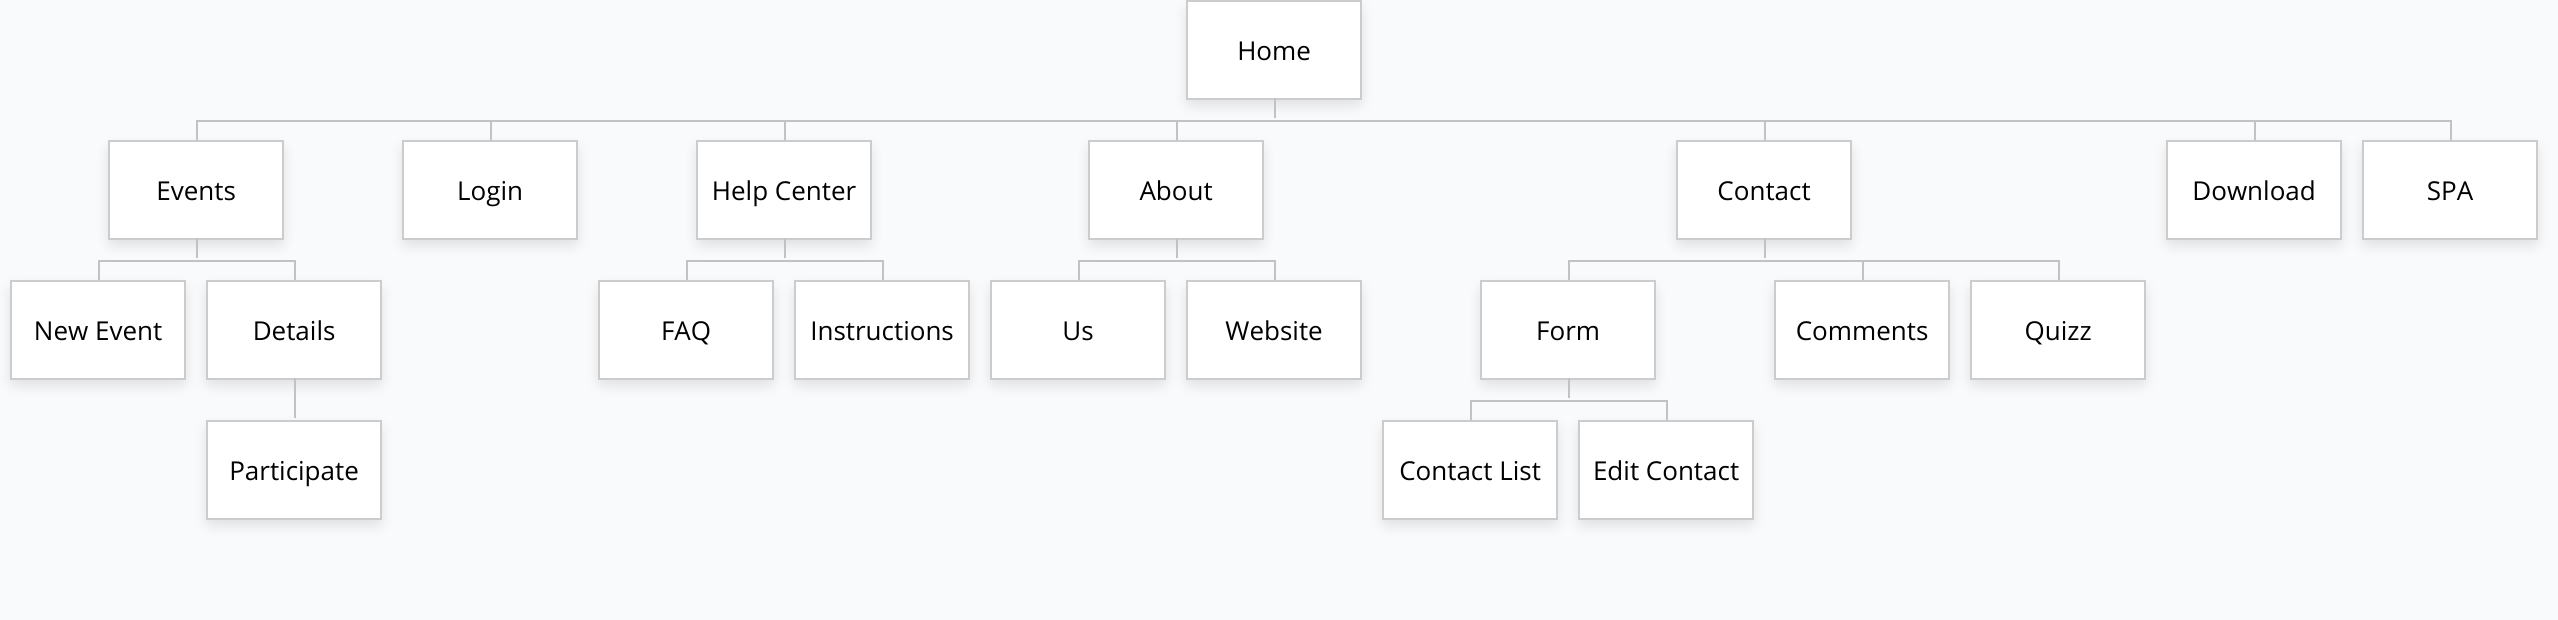 Home
Events
Login
Help Center
About
Contact
Download
SPA
New Event
Details
FAQ
Instructions
Us
Website
Form
Comments
Quizz
Participate
Contact List
Edit Contact